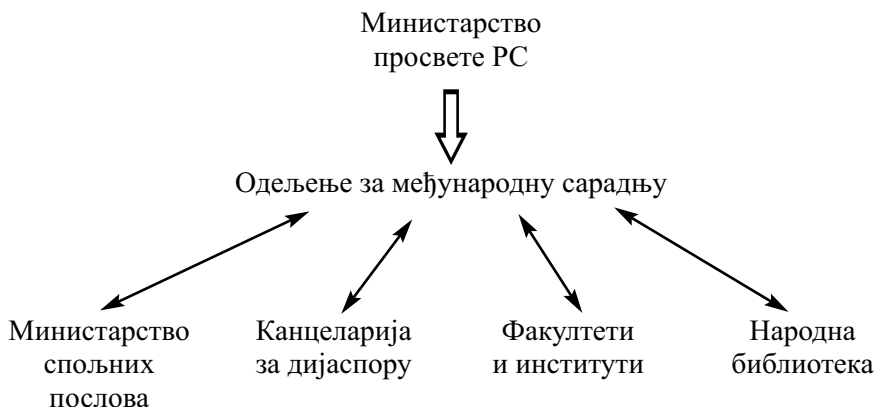 Министарство
просвете РС
Одељење за међународну сарадњу
Министарство
спољних
послова
Канцеларија
за дијаспору
Факултети
и институти
Народна
библиотека